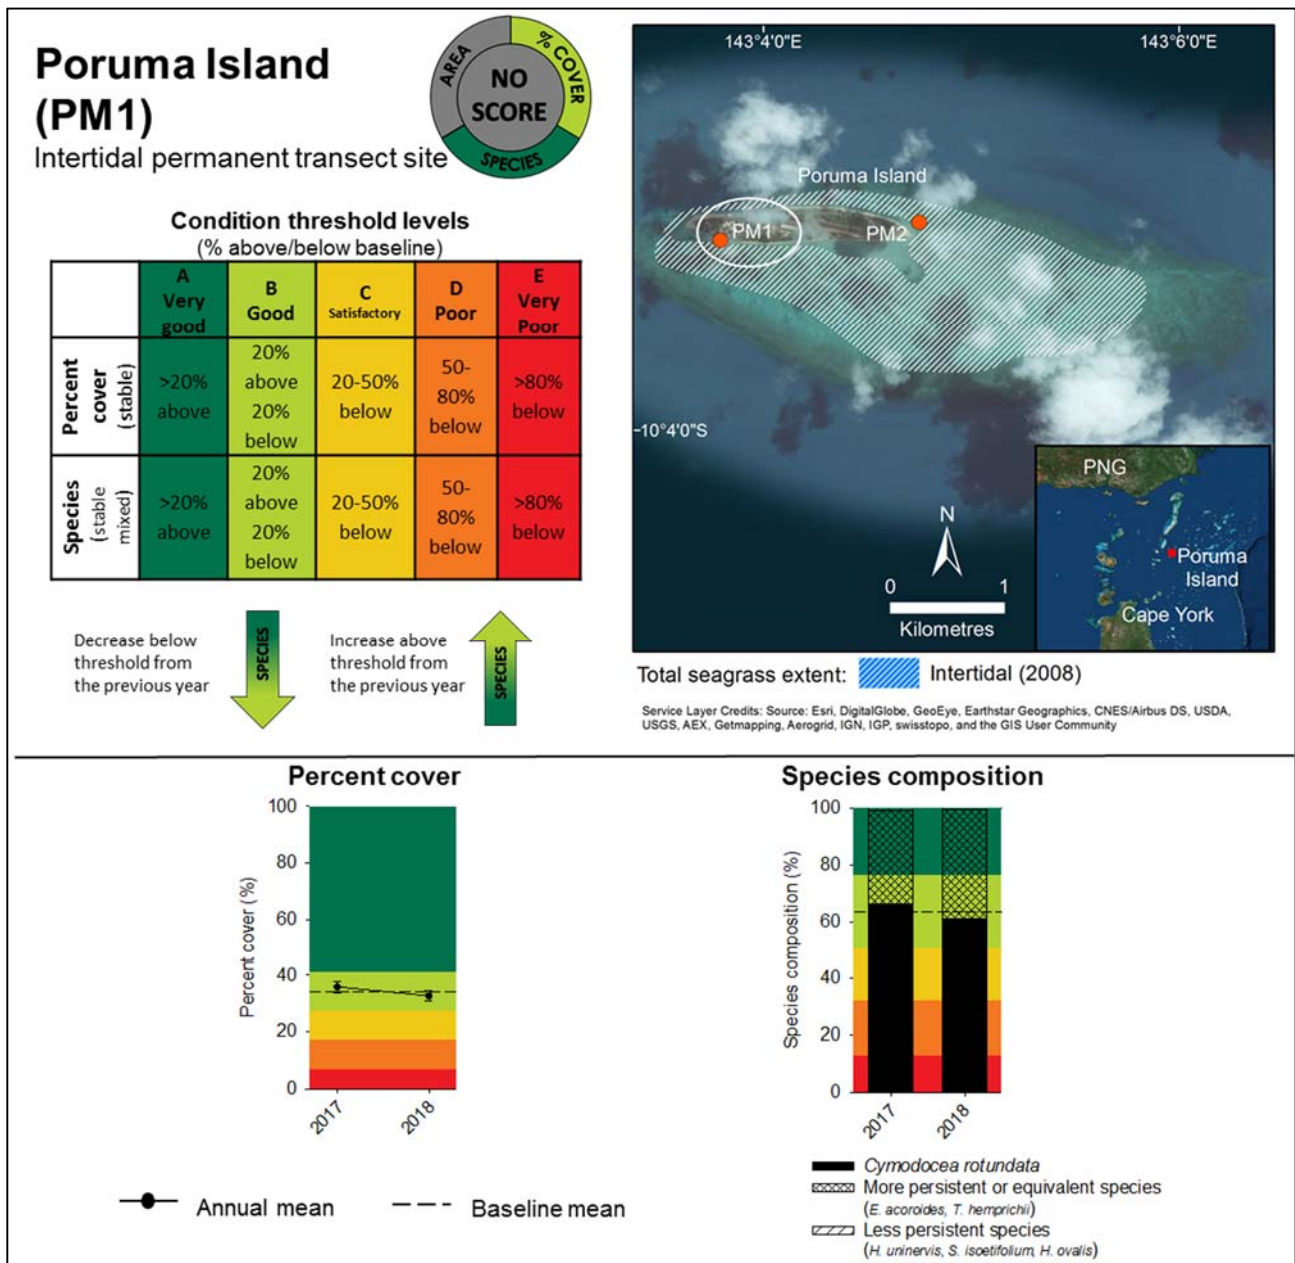 Poruma Island
(PM1)
Intertidal permanent transect site
AREA
% COVER
SPECIES
NO
SCORE
Condition threshold levels
(% above/below baseline)
A
Very
good
B
Good
C
Satisfactory
D
Poor
E
Very
Poor
Percent
cover
(stable)
>20%
above
20%
above
20%
below
20-50%
below
50-
80%
below
>80%
below
Species
(stable
mixed)
>20%
above
20%
above
20%
below
20-50%
below
50-
80%
below
>80%
below
Decrease below
threshold from
the previous year
SPECIES
Increase above
threshold from
the previous year
SPECIES
143°4'0"E
143°6'0"E
Poruma Island
PM1
PM2
10°4'0"S
N
0
1
Kilometres
PNG
Poruma
Island
Cape York
Total seagrass extent:
Intertidal (2008)
Service Layer Credits: Source: Esri, DigitalGlobe, GeoEye, Earthstar Geographics, CNES/Airbus DS, USDA,
USGS, AEX, Getmapping, Aerogrid, IGN, IGP, swisstopo, and the GIS User Community
Percent cover
Percent cover (%)
100
80
60
40
20
0
2017
2018
Annual mean
Baseline mean
Species composition
Species composition (%)
100
80
60
40
20
0
2017
2018
Cymodocea rotundata
More persistent or equivalent species
(E. acoroides, T. hemprichii)
Less persistent species
(H. uninervis, S. isoetifolium, H. ovalis)